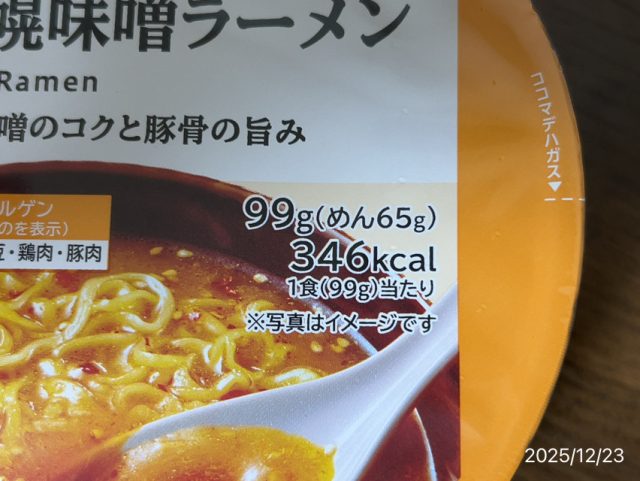 幌味噌ラーメン
Ramen
噌のコクと豚骨の旨み
ココマデハガス▼
ルゲン
のを表示)
豆・鶏肉・豚肉
99g(めん65g)
346kcal
1食(99g)当たり
※写真はイメージです
2025/12/23